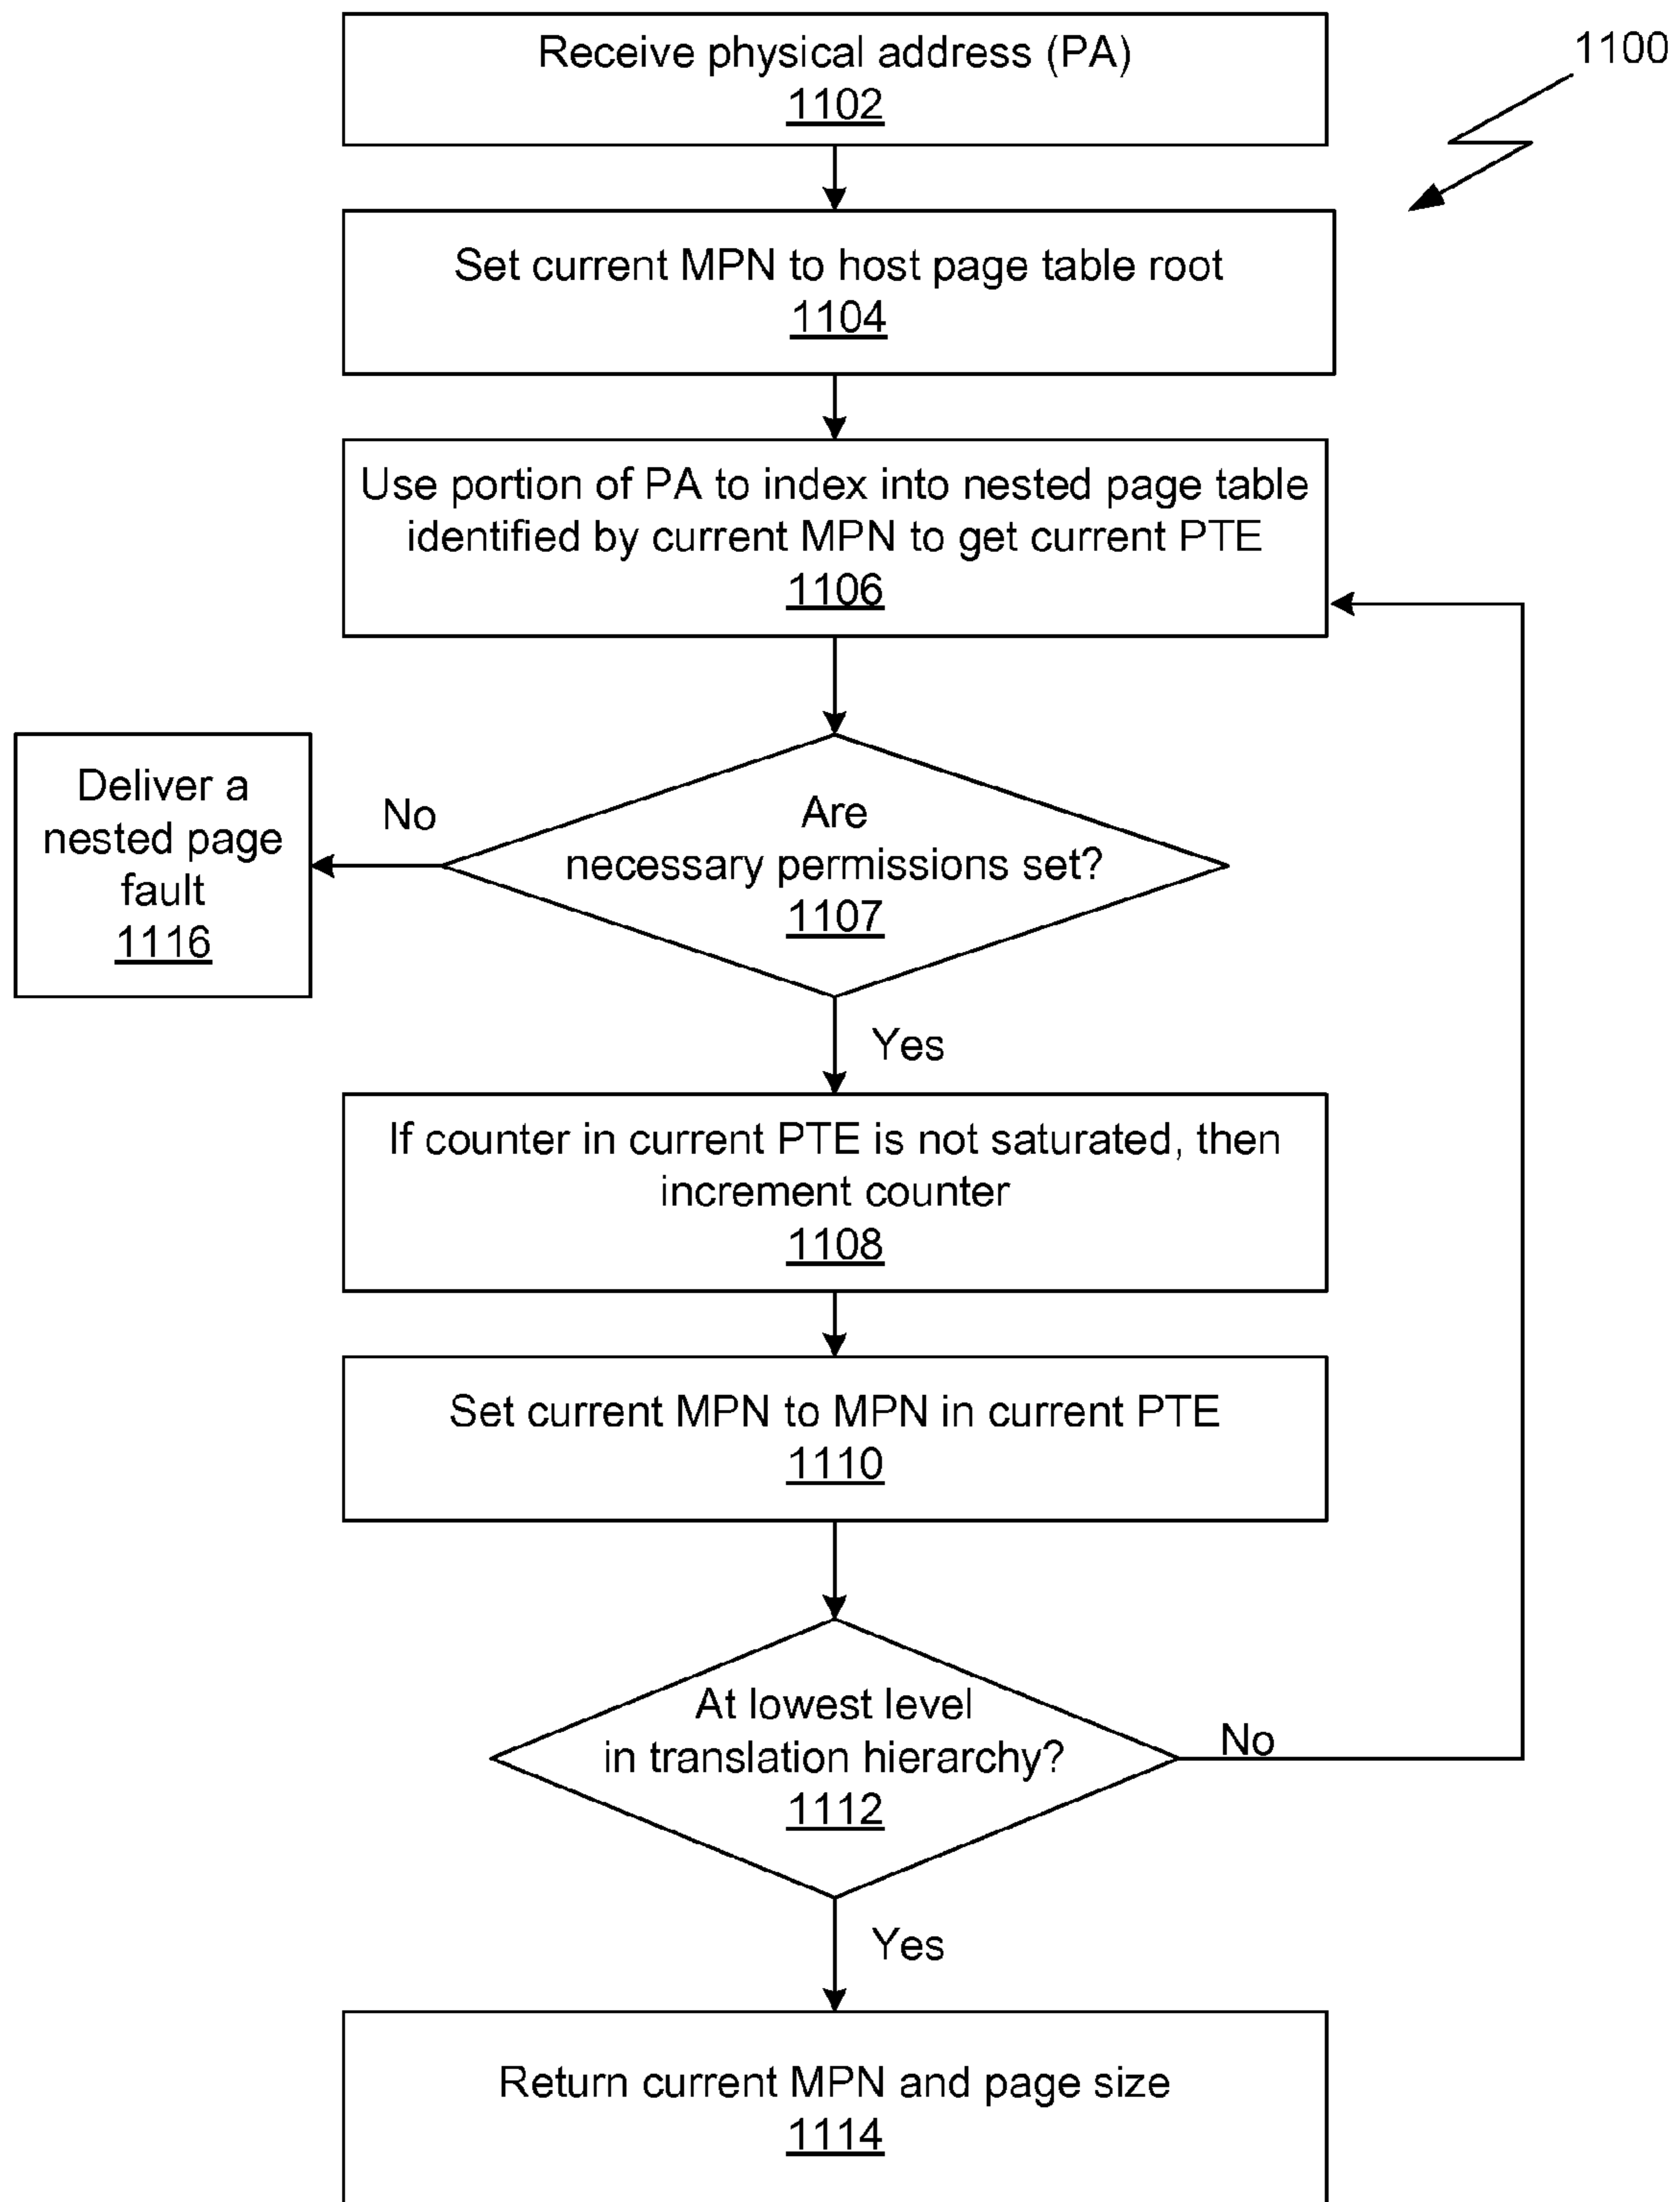 Receive physical address (PA)
1102
1100
Set current MPN to host page table root
1104
Use portion of PA to index into nested page table
identified by current MPN to get current PTE
1106
Are
necessary permissions set?
1107
No
Deliver a
nested page
fault
1116
Yes
If counter in current PTE is not saturated, then
increment counter
1108
Set current MPN to MPN in current PTE
1110
At lowest level
in translation hierarchy?
1112
No
Yes
Return current MPN and page size
1114